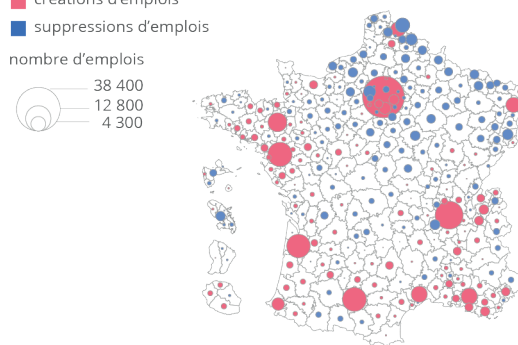 créations d'emplois
suppressions d'emplois
nombre d'emplois
38 400
12 800
4 300